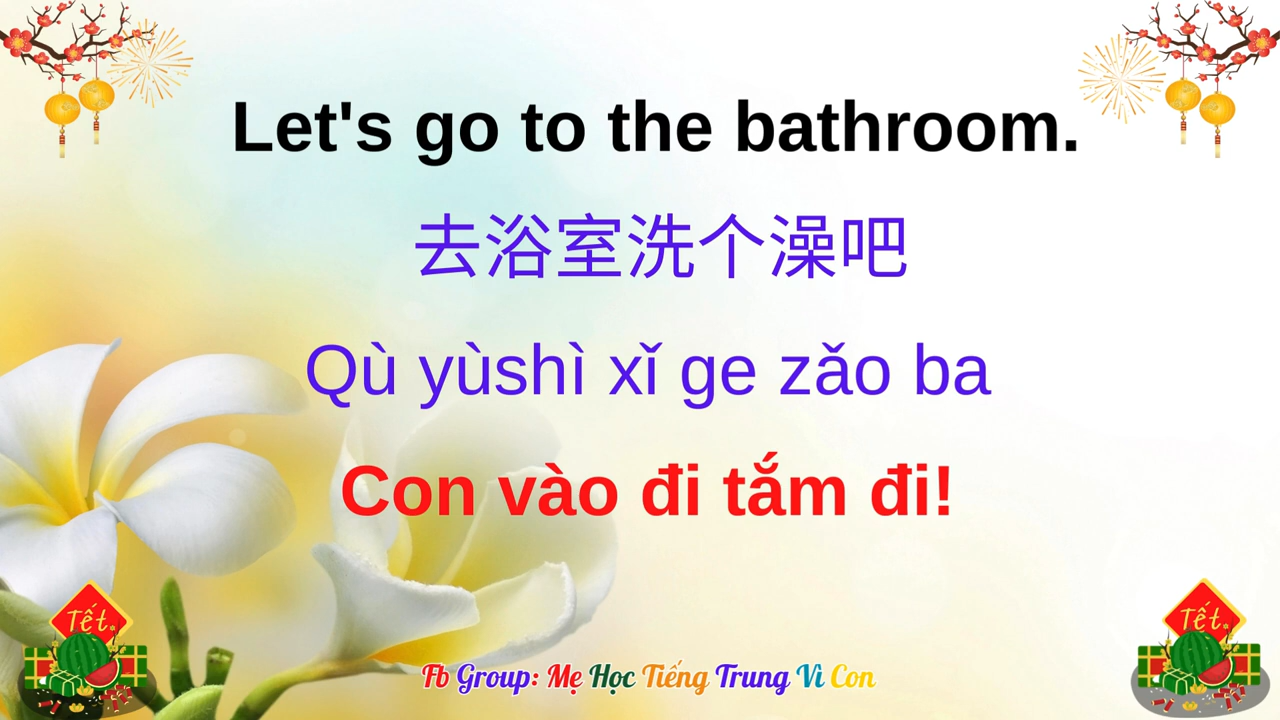 Let's go to the bathroom.
去浴室洗个澡吧
Qù yùshì xǐ ge zǎo ba
Con vào đi tắm đi!
Tết
Tết
Fb Group: Mẹ Học Tiếng Trung Vì Con